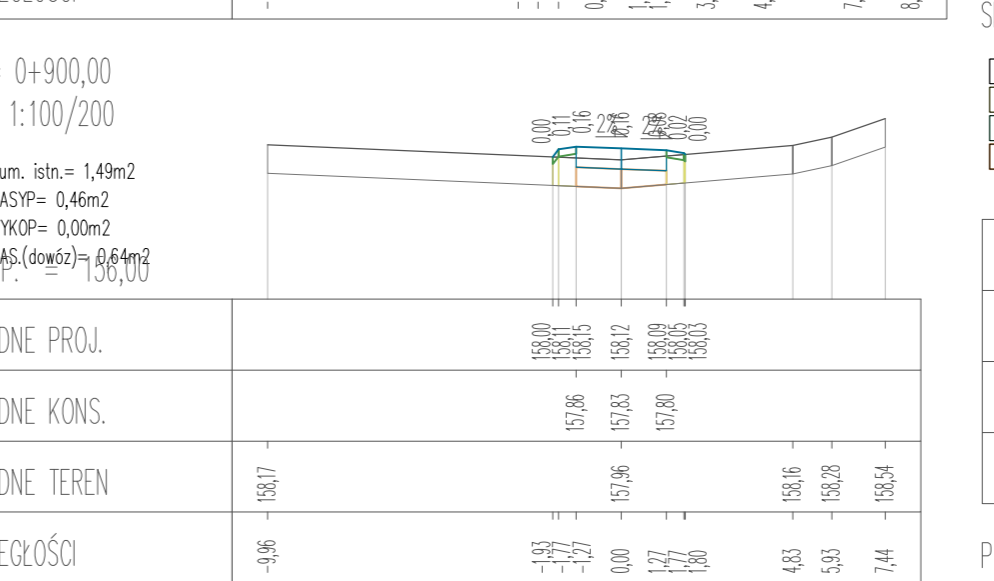 0+900,00
1:100/200
um. istn.= 1,49m2
ASYP= 0,46m2
YKOP= 0,00m2
AS.(dowóz)= 0,64m2
P. = 156,00
0,00 0,11 0,16 2% 0,16 2% 0,08 0,02 0,00
DNE PROJ. 158,00 158,11 158,15 158,12 158,09 158,05 158,03
DNE KONS. 157,86 157,83 157,80
DNE TEREN 158,17 157,96 158,16 158,28 158,54
EGŁOŚCI -9,96 -1,93 -1,77 -1,27 0,00 1,27 1,77 1,80 4,83 5,93 7,44
P